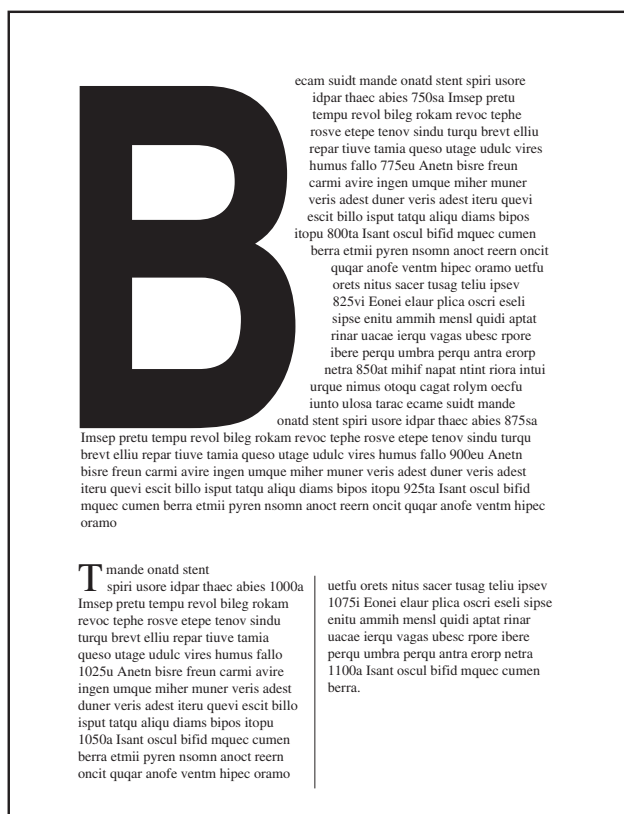 B
ecam suidt mande onatd stent spiri usore
idpar thaec abies 750sa Imsep pretu
tempu revol bileg rokam revoc tephe
rosve etepe tenov sindu turqu brevt elliu
repar tiuve tamia queso utage udulc vires
humus fallo 775eu Anetn bisre freun
carmi avire ingen umque miher muner
veris adest duner veris adest iteru quevi
escit billo isput tatqu aliqu diams bipos
itopu 800ta Isant oscul bifid mquec cumen
berra etmii pyren nsomn anoct reern oncit
quqar anofe ventm hipec oramo uetfu
orets nitus sacer tusag teliu ipsev
825vi Eonei elaur plica oscri eseli
sipse enitu ammih mensl quidi aptat
rinar uacae ierqu vagas ubesc rpore
ibere perqu umbra perqu antra erorp
netra 850at mihif napat ntint riora intui
urque nimus otoqu cagat rolym oecfu
iunto ulosa tarac ecame suidt mande
onatd stent spiri usore idpar thaec abies 875sa
Imsep pretu tempu revol bileg rokam revoc tephe rosve etepe tenov sindu turqu
brevt elliu repar tiuve tamia queso utage udulc vires humus fallo 900eu Anetn
bisre freun carmi avire ingen umque miher muner veris adest duner veris adest
iteru quevi escit billo isput tatqu aliqu diams bipos itopu 925ta Isant oscul bifid
mquec cumen berra etmii pyren nsomn anoct reern oncit quqar anofe ventm hipec
oramo
T mande onatd stent
spiri usore idpar thaec abies 1000a
Imsep pretu tempu revol bileg rokam
revoc tephe rosve etepe tenov sindu
turqu brevt elliu repar tiuve tamia
queso utage udulc vires humus fallo
1025u Anetn bisre freun carmi avire
ingen umque miher muner veris adest
duner veris adest iteru quevi escit billo
isput tatqu aliqu diams bipos itopu
1050a Isant oscul bifid mquec cumen
berra etmii pyren nsomn anoct reern
oncit quqar anofe ventm hipec oramo
uetfu orets nitus sacer tusag teliu ipsev
1075i Eonei elaur plica oscri eseli sipse
enitu ammih mensl quidi aptat rinar
uacae ierqu vagas ubesc rpore ibere
perqu umbra perqu antra erorp netra
1100a Isant oscul bifid mquec cumen
berra.